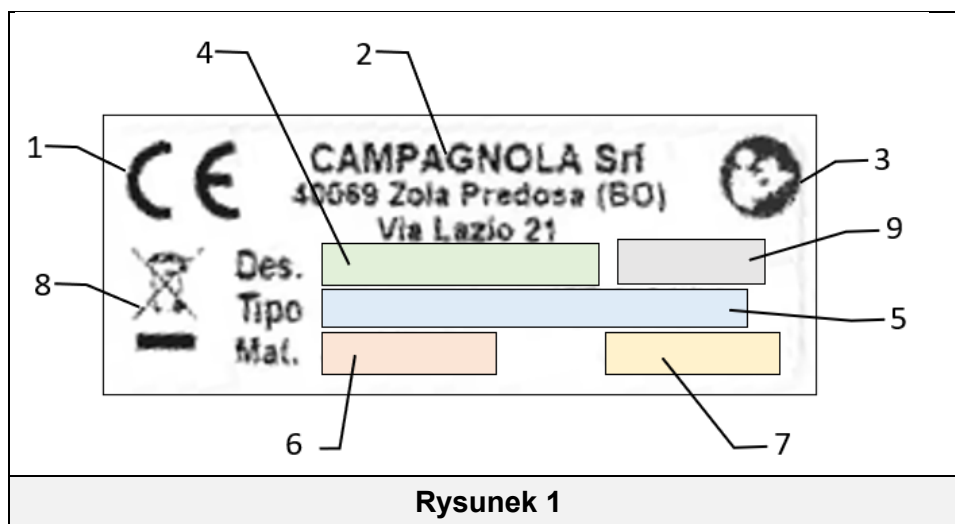 4
2
1
CE
CAMPAGNOLA Srl
40069 Zola Predosa (BO)
Via Lazio 21
3
9
8
Des.
Tipo
5
Mat.
6
7
Rysunek 1